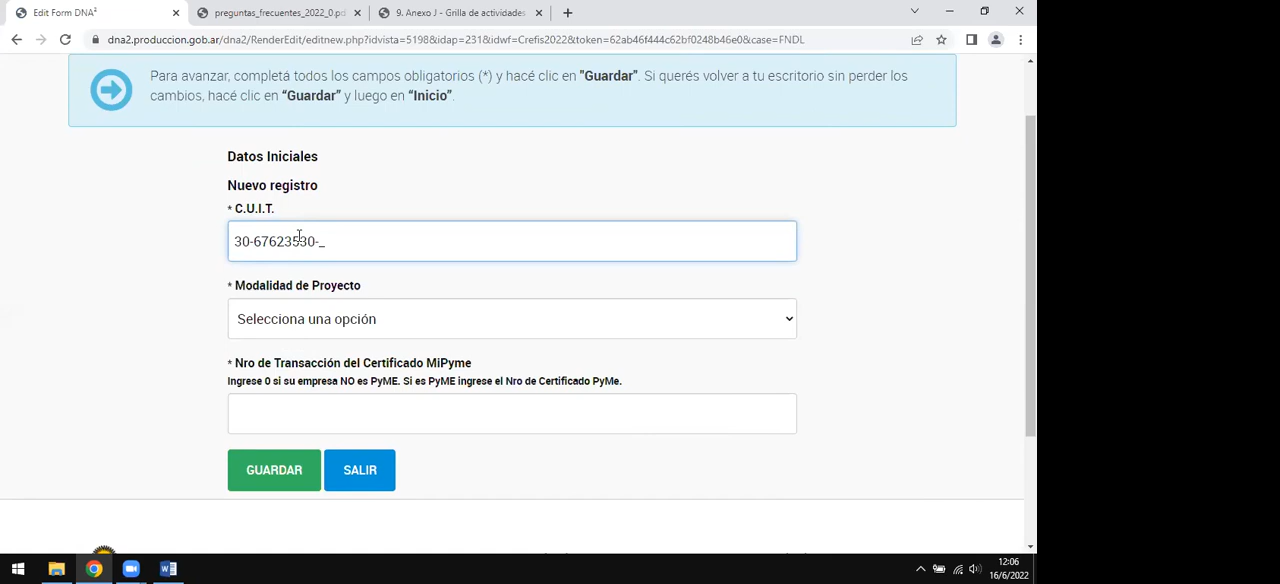 Edit Form DNA²
preguntas_frecuentes_2022_0.pd
9. Anexo J - Grilla de actividades
dna2.produccion.gob.ar/dna2/RenderEdit/editnew.php?idvista=5198&idap=231&idwf=Crefis2022&token=62ab46f444c62bf0248b46e0&case=FNDL
Para avanzar, completá todos los campos obligatorios (*) y hacé clic en "Guardar". Si querés volver a tu escritorio sin perder los
cambios, hacé clic en “Guardar” y luego en “Inicio”.
Datos Iniciales
Nuevo registro
* C.U.I.T.
30-67623530-_
* Modalidad de Proyecto
Selecciona una opción
* Nro de Transacción del Certificado MiPyme
Ingrese 0 si su empresa NO es PyME. Si es PyME ingrese el Nro de Certificado PyMe.
GUARDAR
SALIR
12:06
16/6/2022